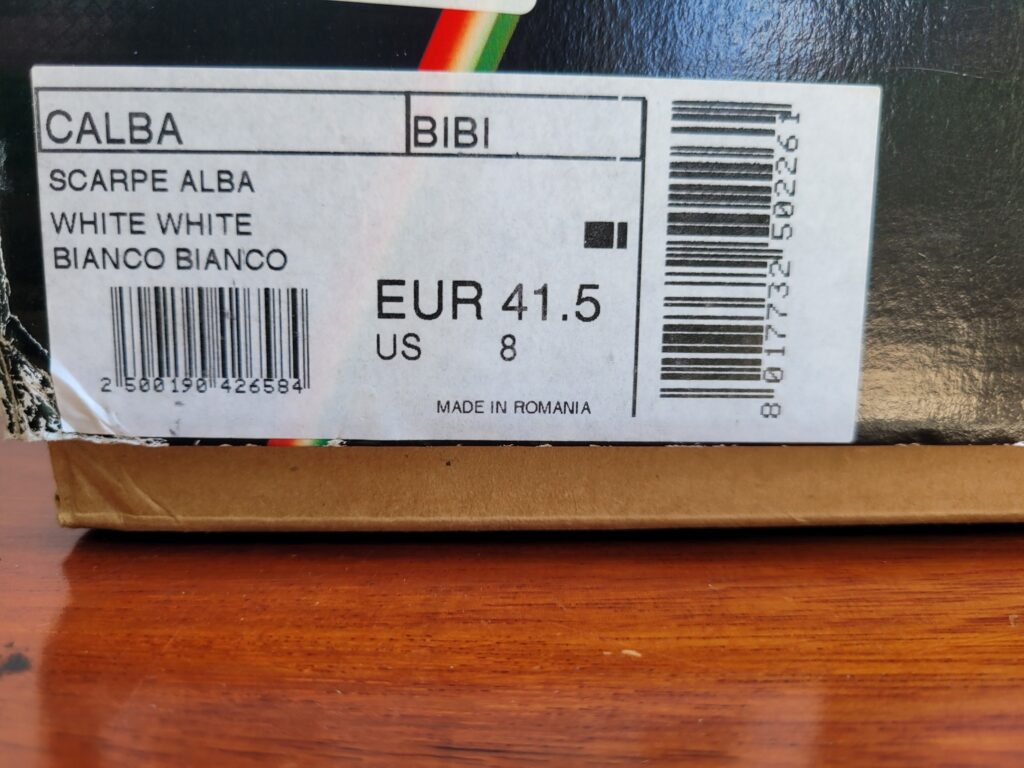 CALBA BIBI
SCARPE ALBA
WHITE WHITE
BIANCO BIANCO
EUR 41.5
US 8
2 500190 426584
MADE IN ROMANIA
8 017732 502261